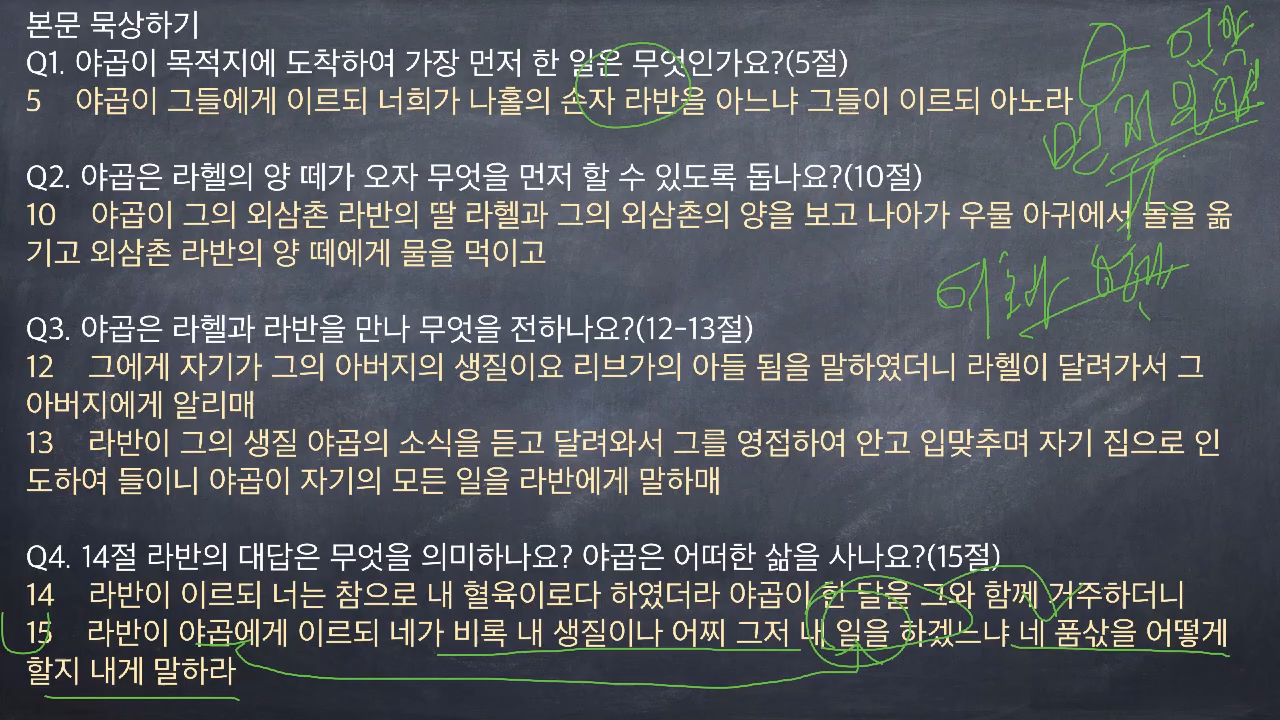 본문 묵상하기
Q1. 야곱이 목적지에 도착하여 가장 먼저 한 일은 무엇인가요?(5절)
5 야곱이 그들에게 이르되 너희가 나홀의 손자 라반을 아느냐 그들이 이르되 아노라
Q2. 야곱은 라헬의 양 떼가 오자 무엇을 먼저 할 수 있도록 돕나요?(10절)
10 야곱이 그의 외삼촌 라반의 딸 라헬과 그의 외삼촌의 양을 보고 나아가 우물 아귀에서 돌을 옮
기고 외삼촌 라반의 양 떼에게 물을 먹이고
Q3. 야곱은 라헬과 라반을 만나 무엇을 전하나요?(12-13절)
12 그에게 자기가 그의 아버지의 생질이요 리브가의 아들 됨을 말하였더니 라헬이 달려가서 그
아버지에게 알리매
13 라반이 그의 생질 야곱의 소식을 듣고 달려와서 그를 영접하여 안고 입맞추며 자기 집으로 인
도하여 들이니 야곱이 자기의 모든 일을 라반에게 말하매
Q4. 14절 라반의 대답은 무엇을 의미하나요? 야곱은 어떠한 삶을 사나요?(15절)
14 라반이 이르되 너는 참으로 내 혈육이로다 하였더라 야곱이 한 달을 그와 함께 거주하더니
15 라반이 야곱에게 이르되 네가 비록 내 생질이나 어찌 그저 내 일을 하겠느냐 네 품삯을 어떻게
할지 내게 말하라